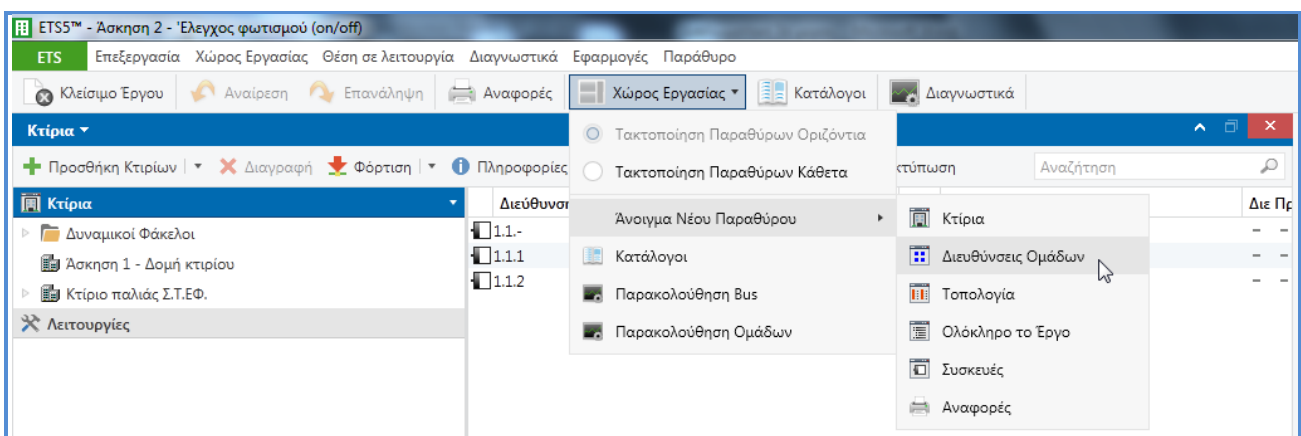 ETS5™ - Άσκηση 2 - 'Έλεγχος φωτισμού (on/off)
ETS Επεξεργασία Χώρος Εργασίας Θέση σε λειτουργία Διαγνωστικά Εφαρμογές Παράθυρο
Κλείσιμο Έργου Αναίρεση Επανάληψη Αναφορές Χώρος Εργασίας Κατάλογοι Διαγνωστικά
Κτίρια
Προσθήκη Κτιρίων Διαγραφή Φόρτιση Πληροφορίες κτύπωση Αναζήτηση
Κτίρια Διεύθυνση Διε Πρ
Δυναμικοί Φάκελοι 1.1.- - -
Άσκηση 1 - Δομή κτιρίου 1.1.1 - -
Κτίριο παλιάς Σ.Τ.ΕΦ. 1.1.2 - -
Λειτουργίες
Τακτοποίηση Παραθύρων Οριζόντια
Τακτοποίηση Παραθύρων Κάθετα
Άνοιγμα Νέου Παραθύρου
Κατάλογοι
Παρακολούθηση Bus
Παρακολούθηση Ομάδων
Κτίρια
Διευθύνσεις Ομάδων
Τοπολογία
Ολόκληρο το Έργο
Συσκευές
Αναφορές